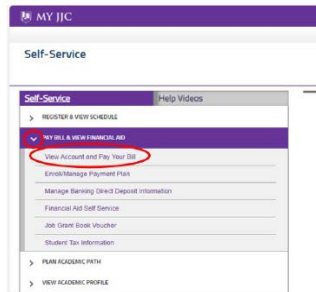 MY JJC
Self-Service
Self-Service Help Videos
REGISTER & VIEW SCHEDULE
PAY BILL & VIEW FINANCIAL AID
View Account and Pay Your Bill
Enroll/Manage Payment Plan
Manage Banking Direct Deposit Information
Financial Aid Self Service
Job Grant Book Voucher
Student Tax Information
PLAN ACADEMIC PATH
VIEW ACADEMIC PROFILE